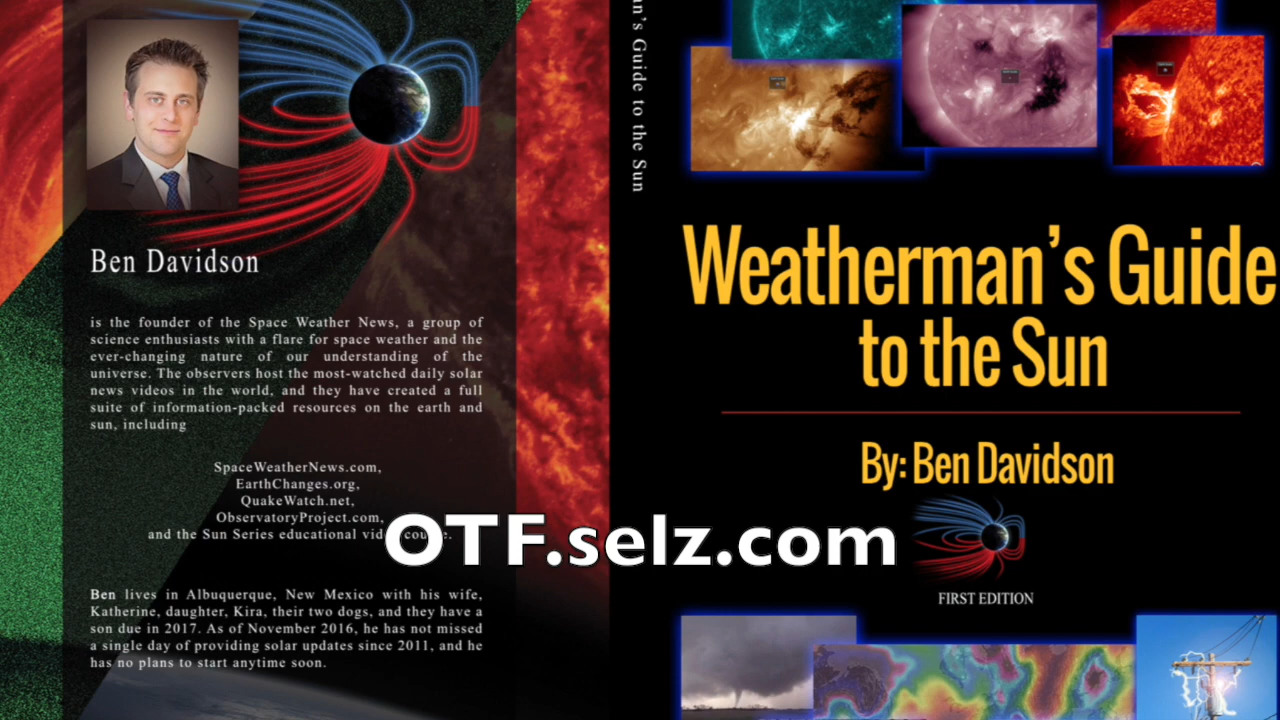 Ben Davidson
is the founder of the Space Weather News, a group of
science enthusiasts with a flare for space weather and the
ever-changing nature of our understanding of the
universe. The observers host the most-watched daily solar
news videos in the world, and they have created a full
suite of information-packed resources on the earth and
sun, including
SpaceWeatherNews.com,
EarthChanges.org,
QuakeWatch.net,
ObservatoryProject.com,
and the Sun Series educational video course.
Ben lives in Albuquerque, New Mexico with his wife,
Katherine, daughter, Kira, their two dogs, and they have a
son due in 2017. As of November 2016, he has not missed
a single day of providing solar updates since 2011, and he
has no plans to start anytime soon.
an's Guide to the Sun
Weatherman's Guide
to the Sun
By: Ben Davidson
FIRST EDITION
OTF.selz.com